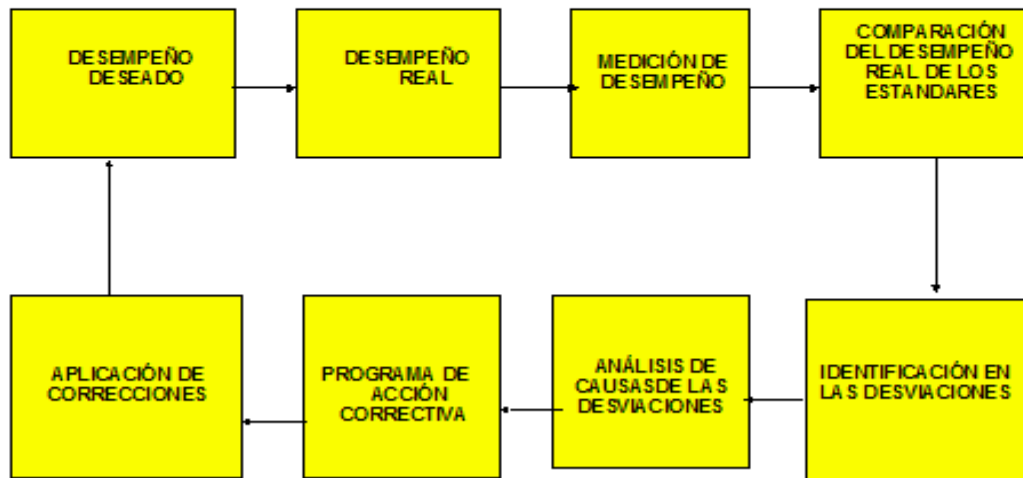 DESEMPEÑO
DESEADO
DESEMPEÑO
REAL
MEDICIÓN DE
DESEMPEÑO
COMPARACIÓN
DEL DESEMPEÑO
REAL DE LOS
ESTANDARES
APLICACIÓN DE
CORRECCIONES
PROGRAMA DE
ACCIÓN
CORRECTIVA
ANÁLISIS DE
CAUSASDE LAS
DESVIACIONES
IDENTIFICACIÓN EN
LAS DESVIACIONES